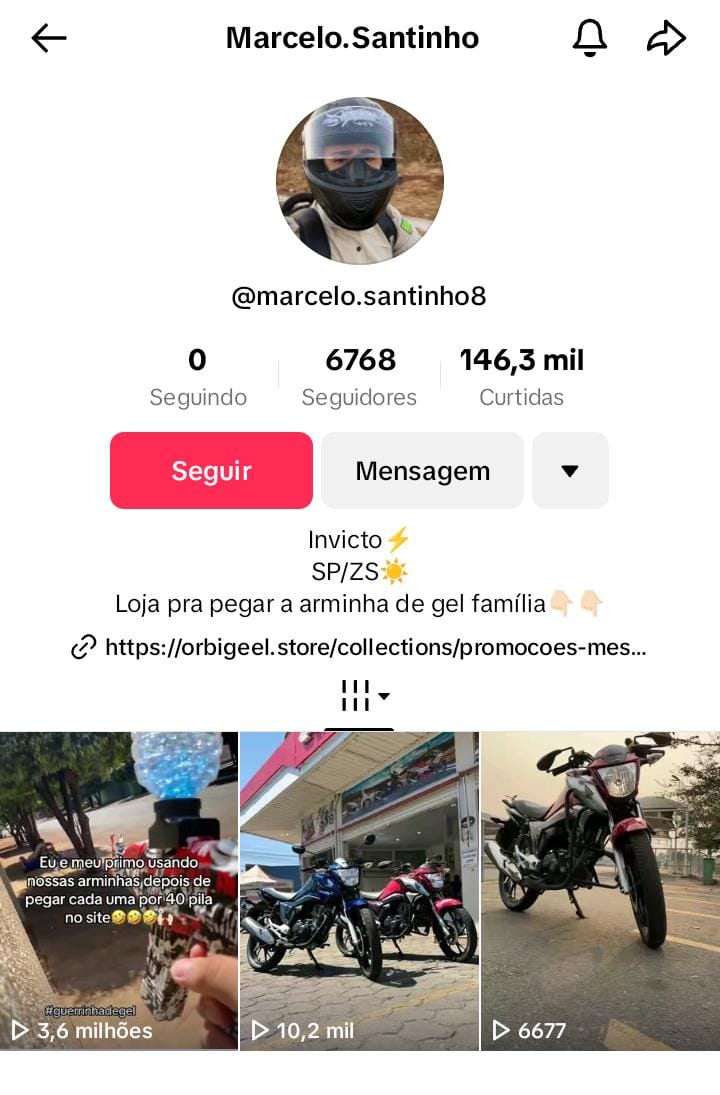 Marcelo.Santinho
@marcelo.santinho8
0 6768 146,3 mil
Seguindo Seguidores Curtidas
Seguir Mensagem
Invicto⚡
SP/ZS☀️
Loja pra pegar a arminha de gel família👇🏻👇🏻
https://orbigeel.store/collections/promocoes-mes...
Eu e meu primo usando
nossas arminhas depois de
pegar cada uma por 40 pila
no site🤣🤣🤣🙌🏻
#guerrinhadegel
3,6 milhões 10,2 mil 6677